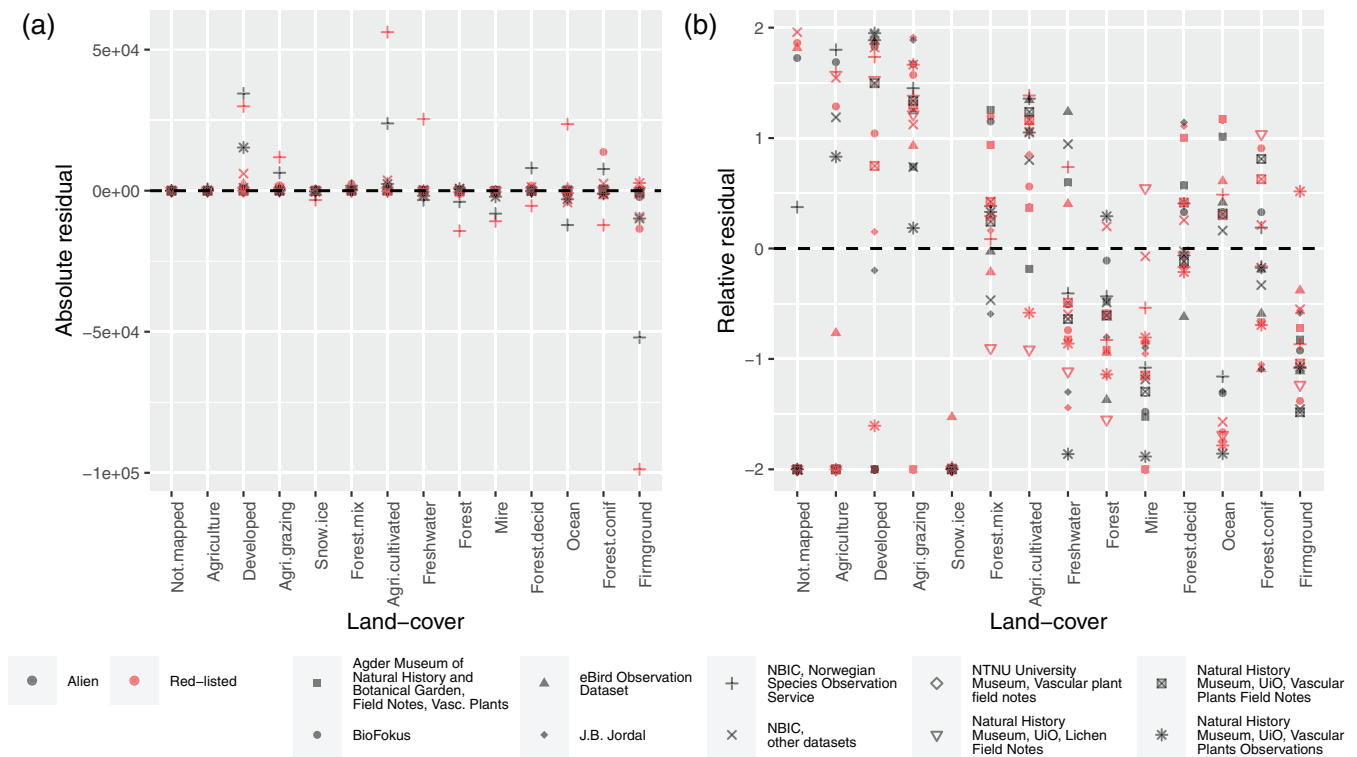 (a)
5e+04
0e+00
−5e+04
−1e+05
Absolute residual
Not.mapped
Agriculture
Developed
Agri.grazing
Snow.ice
Forest.mix
Agri.cultivated
Freshwater
Forest
Mire
Forest.decid
Ocean
Forest.conif
Firmground
Land−cover
(b)
2
1
0
−1
−2
Relative residual
Not.mapped
Agriculture
Developed
Agri.grazing
Snow.ice
Forest.mix
Agri.cultivated
Freshwater
Forest
Mire
Forest.decid
Ocean
Forest.conif
Firmground
Land−cover
Alien
Red−listed
Agder Museum of
Natural History and
Botanical Garden,
Field Notes, Vasc. Plants
BioFokus
eBird Observation
Dataset
J.B. Jordal
NBIC, Norwegian
Species Observation
Service
NBIC,
other datasets
NTNU University
Museum, Vascular plant
field notes
Natural History
Museum, UiO, Lichen
Field Notes
Natural History
Museum, UiO, Vascular
Plants Field Notes
Natural History
Museum, UiO, Vascular
Plants Observations